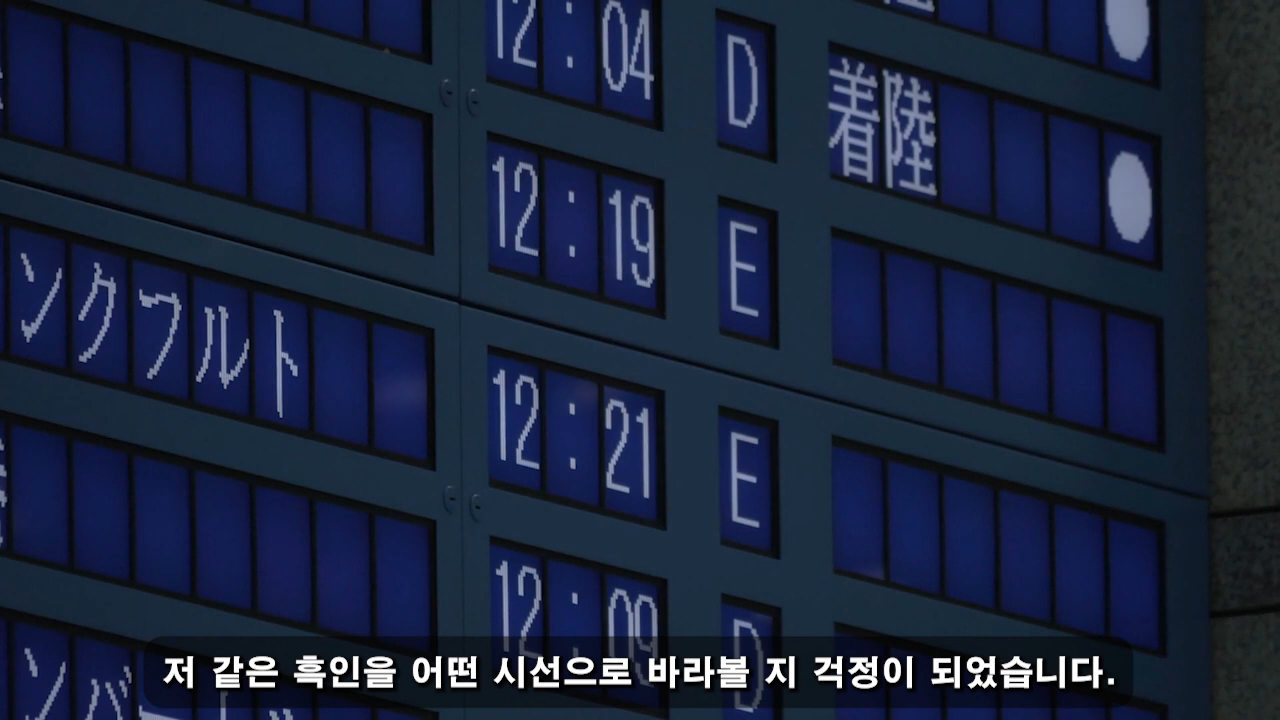 12:04 D
着陸
12:19 E
ンクフルト 12:21 E
12:09 D
저 같은 흑인을 어떤 시선으로 바라볼 지 걱정이 되었습니다.